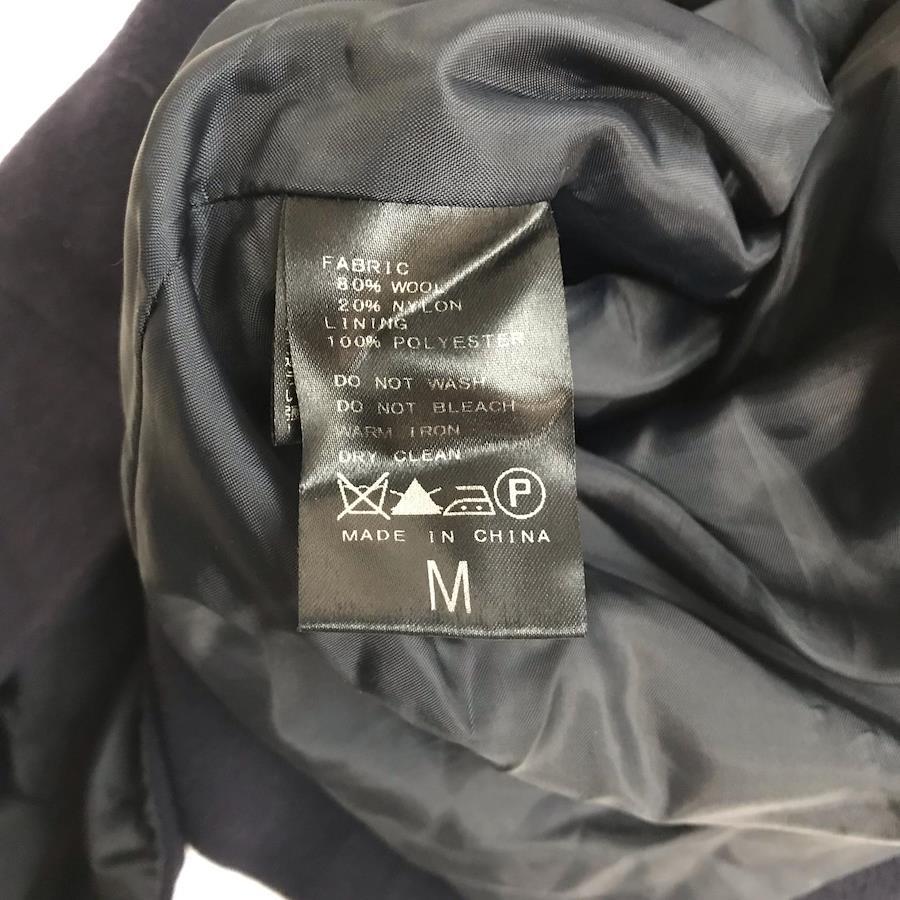 FABRIC
80% WOOL
20% NYLON
LINING
100% POLYESTER
DO NOT WASH
DO NOT BLEACH
WARM IRON
DRY CLEAN
P
MADE IN CHINA
M